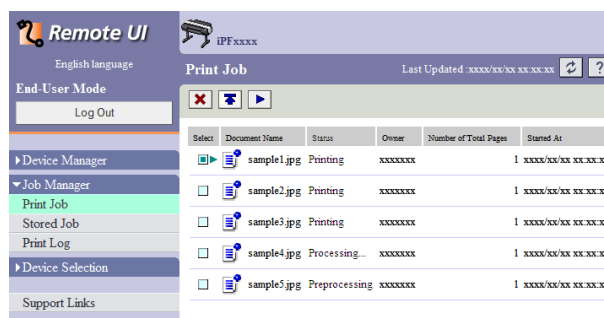 Remote UI
English language
End-User Mode
Log Out
Device Manager
Job Manager
Print Job
Stored Job
Print Log
Device Selection
Support Links
iPFxxxx
Print Job Last Updated :xxxx/xx/xx xx:xx:xx ?
Select Document Name Status Owner Number of Total Pages Started At
sample1.jpg Printing xxxxxxx 1 xxxx/xx/xx xx:xx:x
sample2.jpg Printing xxxxxxx 1 xxxx/xx/xx xx:xx:x
sample3.jpg Printing xxxxxxx 1 xxxx/xx/xx xx:xx:x
sample4.jpg Processing... xxxxxxx 1 xxxx/xx/xx xx:xx:x
sample5.jpg Preprocessing xxxxxxx 1 xxxx/xx/xx xx:xx:x